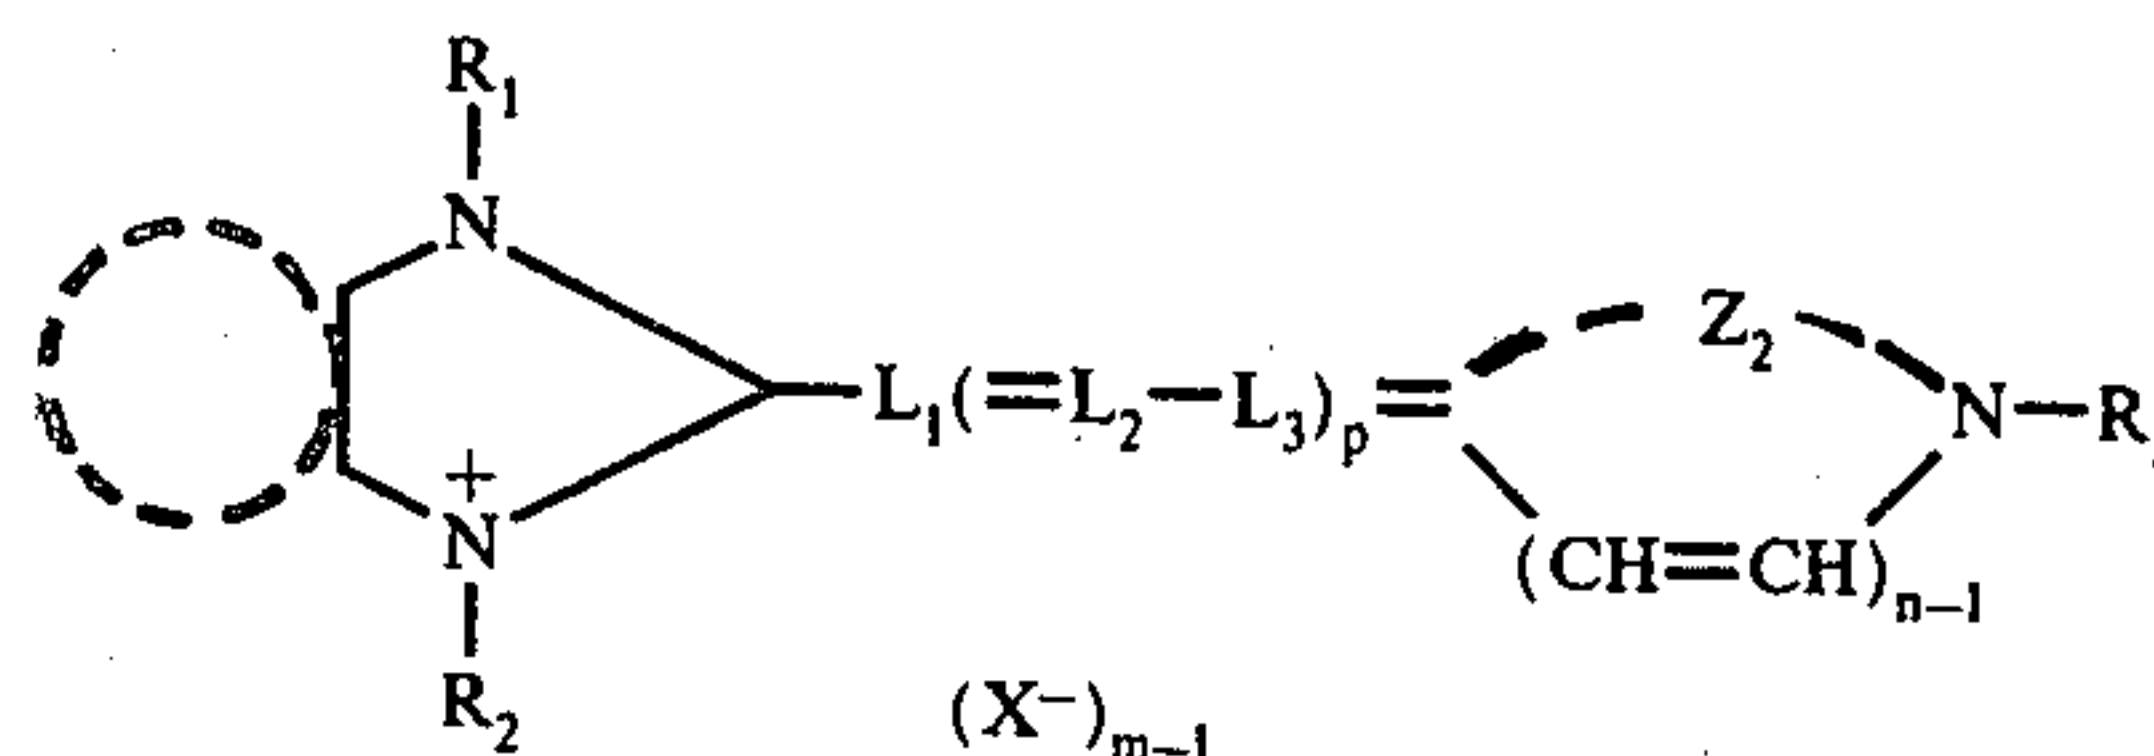 R₁
N
Z₂
L₁(=L₂—L₃)ₚ= N—R
+
N (CH=CH)ₙ₋₁
R₂ (X⁻)ₘ₋₁